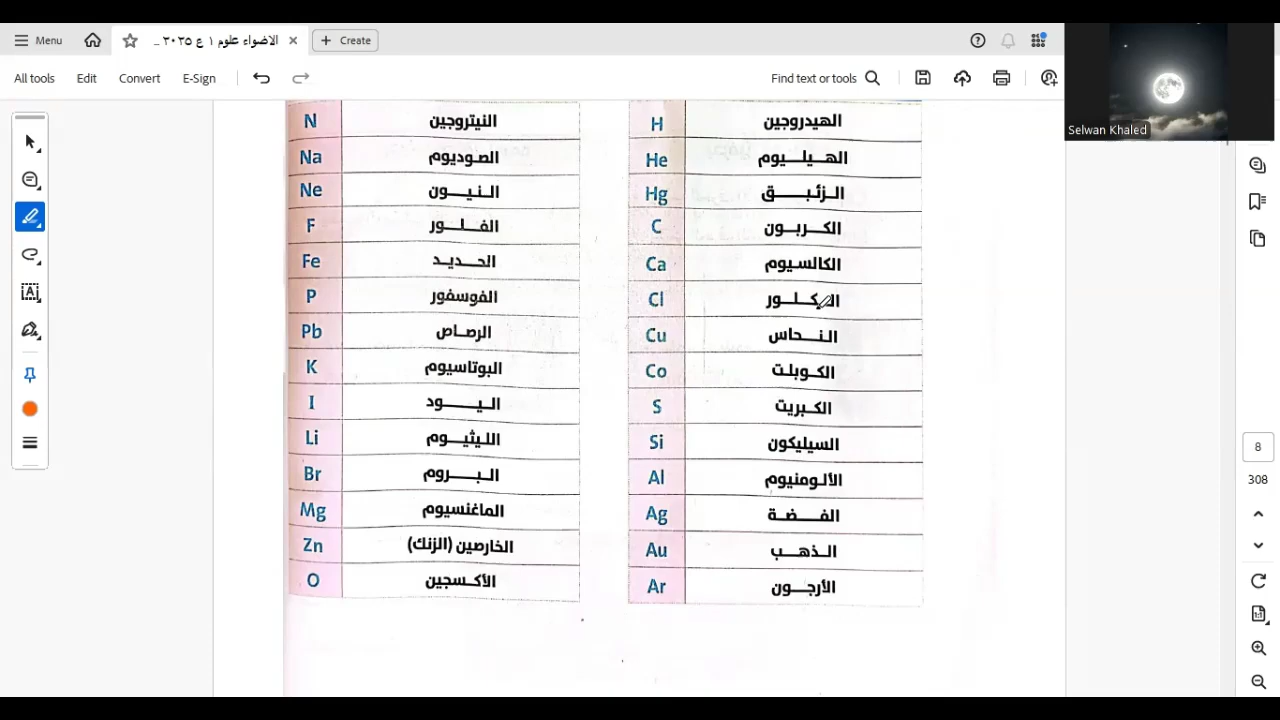 Menu
الاضواء علوم ١ ع ٢٠٢٥ ...
Create
All tools
Edit
Convert
E-Sign
Find text or tools
Selwan Khaled
H الهيدروجين
He الهيليوم
Hg الزئبق
C الكربون
Ca الكالسيوم
Cl الكلور
Cu النحاس
Co الكوبلت
S الكبريت
Si السيليكون
Al الألومنيوم
Ag الفضة
Au الذهب
Ar الأرجون
N النيتروجين
Na الصوديوم
Ne النيون
F الفلور
Fe الحديد
P الفوسفور
Pb الرصاص
K البوتاسيوم
I اليود
Li الليثيوم
Br البروم
Mg الماغنسيوم
Zn الخارصين (الزنك)
O الأكسجين
8
308